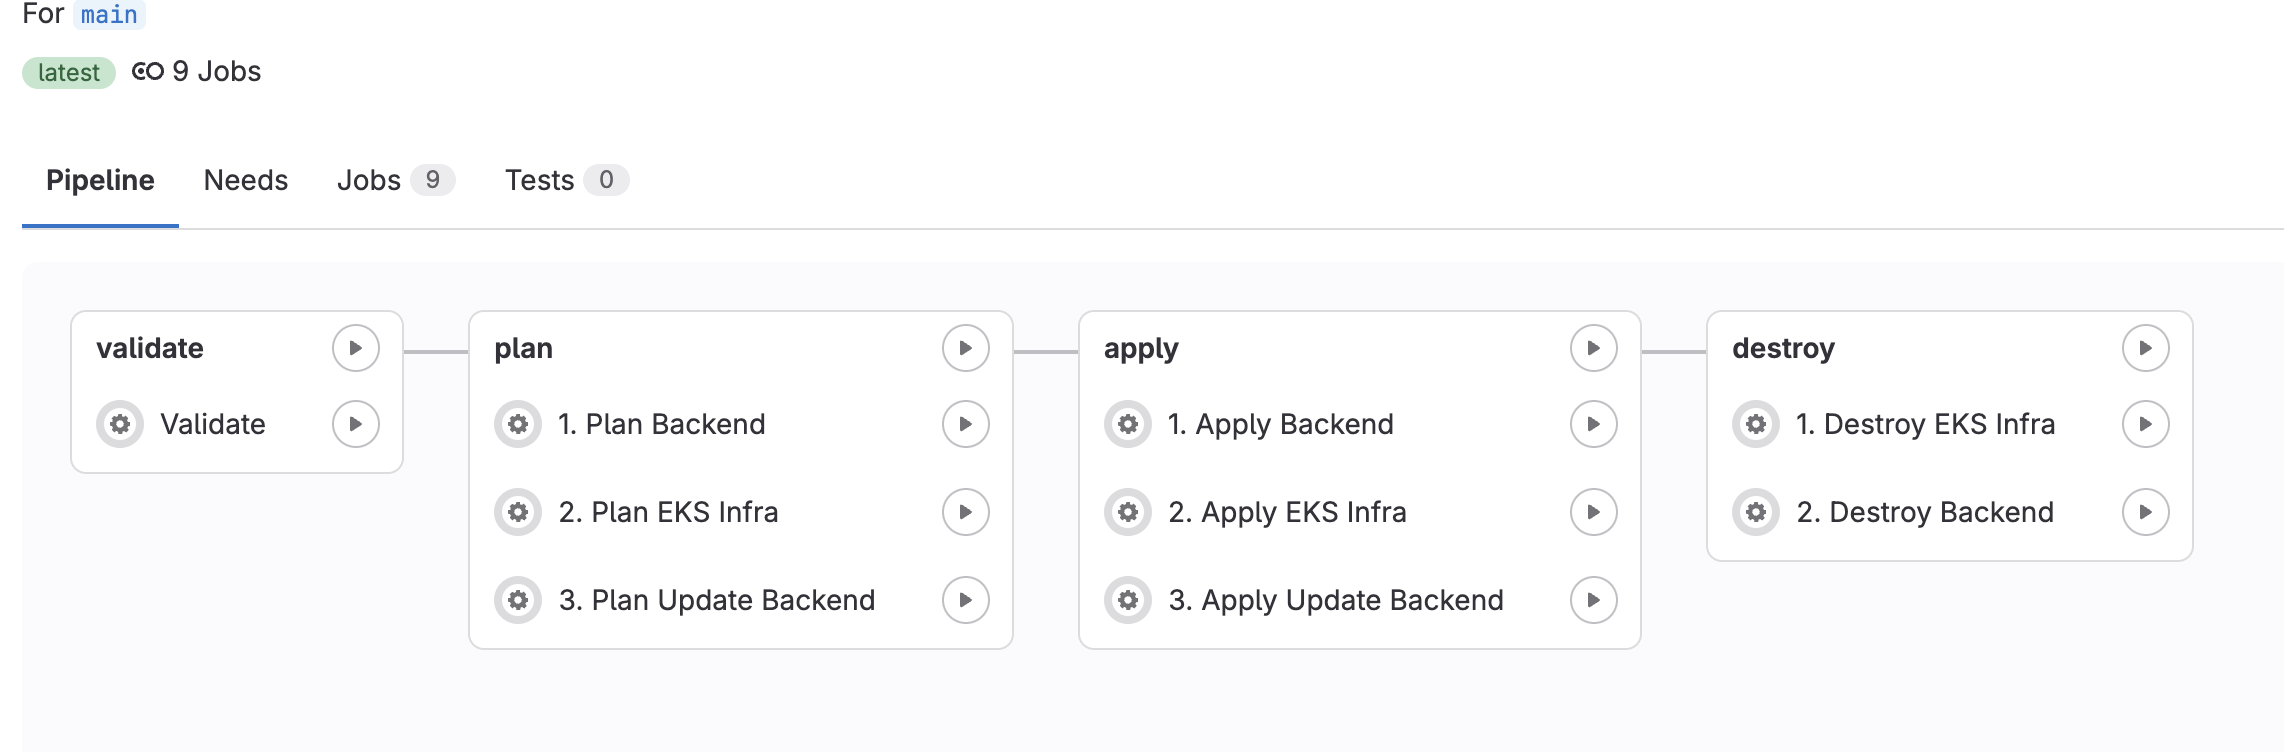 For main
latest 9 Jobs
Pipeline Needs Jobs 9 Tests 0
validate
Validate
plan
1. Plan Backend
2. Plan EKS Infra
3. Plan Update Backend
apply
1. Apply Backend
2. Apply EKS Infra
3. Apply Update Backend
destroy
1. Destroy EKS Infra
2. Destroy Backend